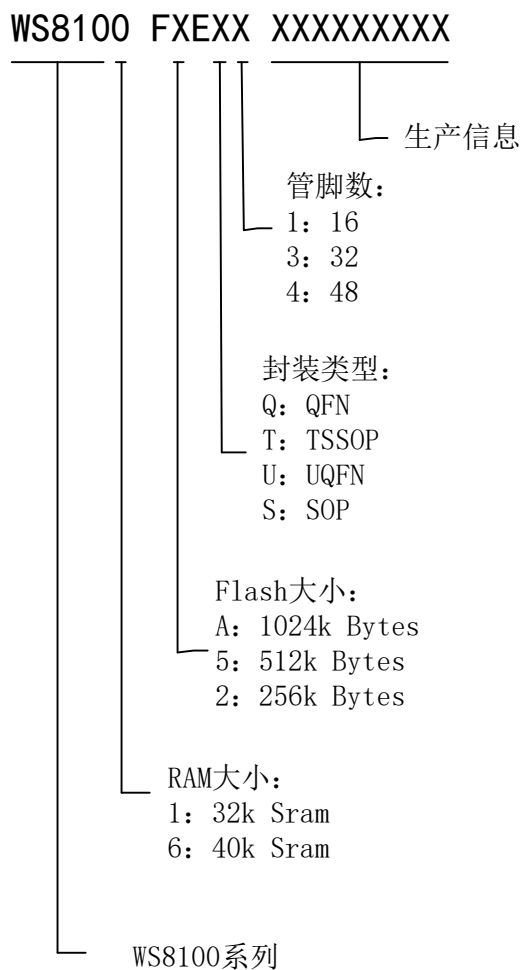 WS8100 FXEXX XXXXXXXXX
生产信息
管脚数：
1：16
3：32
4：48
封装类型：
Q：QFN
T：TSSOP
U：UQFN
S：SOP
Flash大小：
A：1024k Bytes
5：512k Bytes
2：256k Bytes
RAM大小：
1：32k Sram
6：40k Sram
WS8100系列